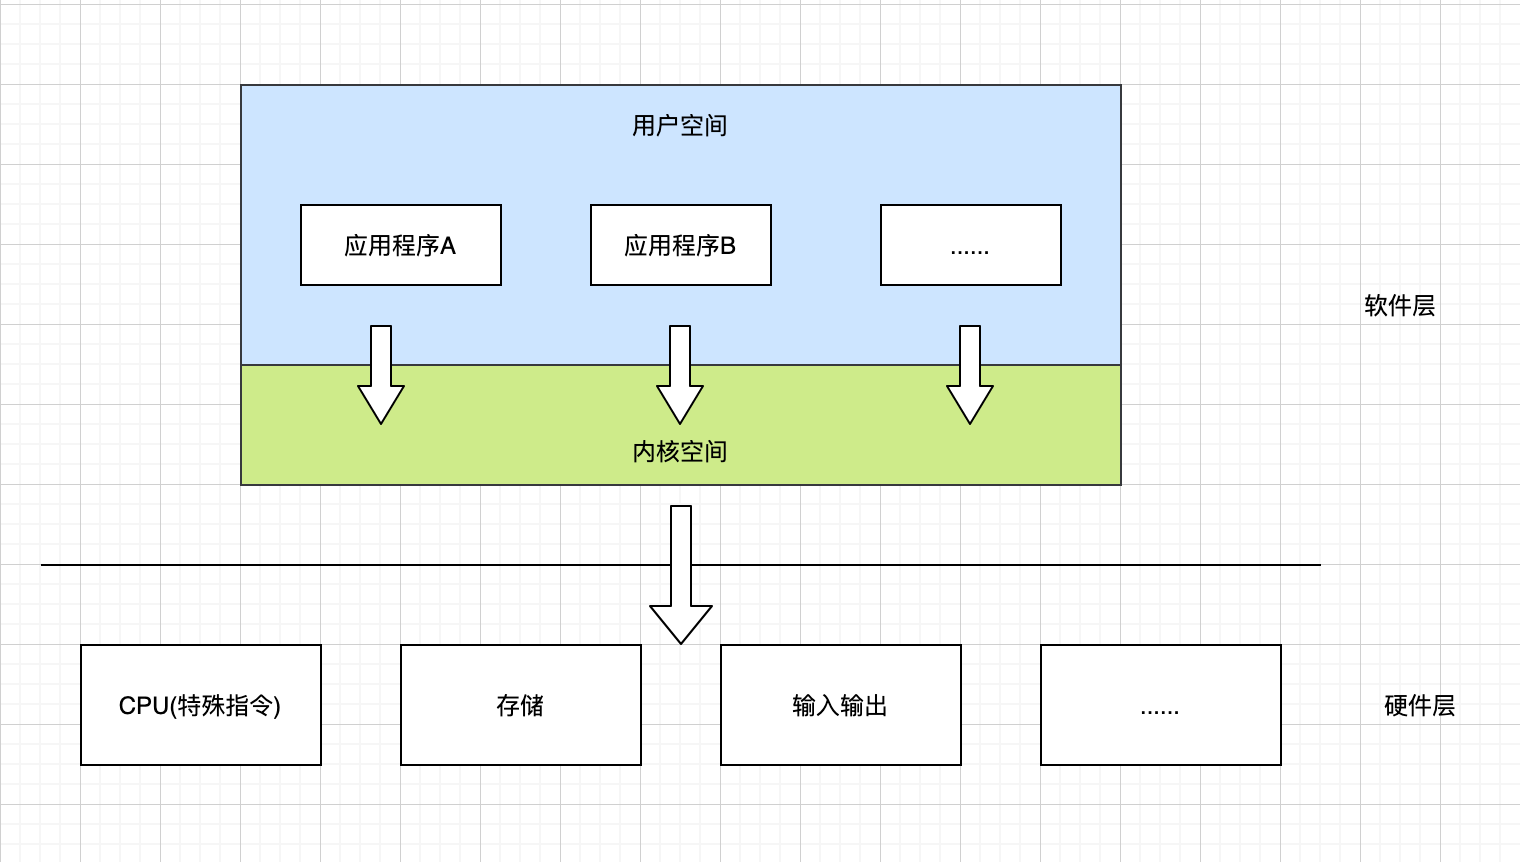 用户空间
应用程序A
应用程序B
......
软件层
内核空间
CPU(特殊指令)
存储
输入输出
......
硬件层